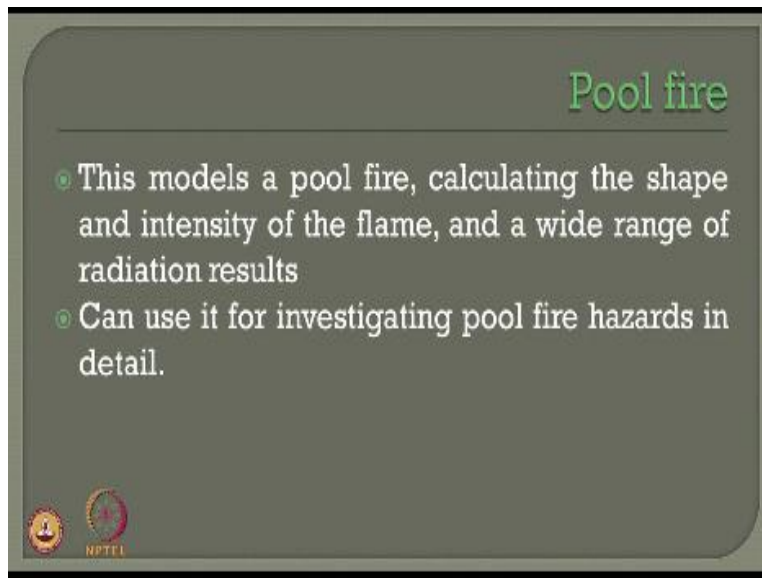 Pool fire
This models a pool fire, calculating the shape
and intensity of the flame, and a wide range of
radiation results
Can use it for investigating pool fire hazards in
detail.
NPTEL